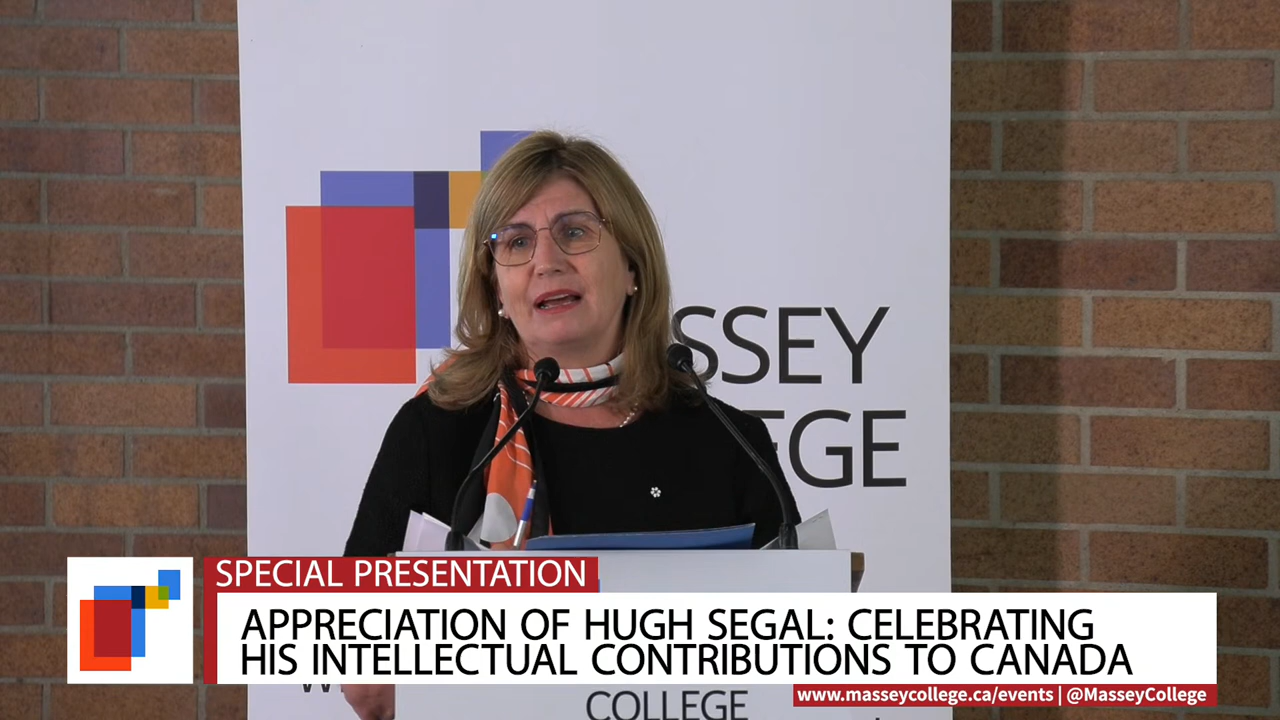 SSEY
EGE
SPECIAL PRESENTATION
APPRECIATION OF HUGH SEGAL: CELEBRATING
HIS INTELLECTUAL CONTRIBUTIONS TO CANADA
www.masseycollege.ca/events | @MasseyCollege
COLLEGE